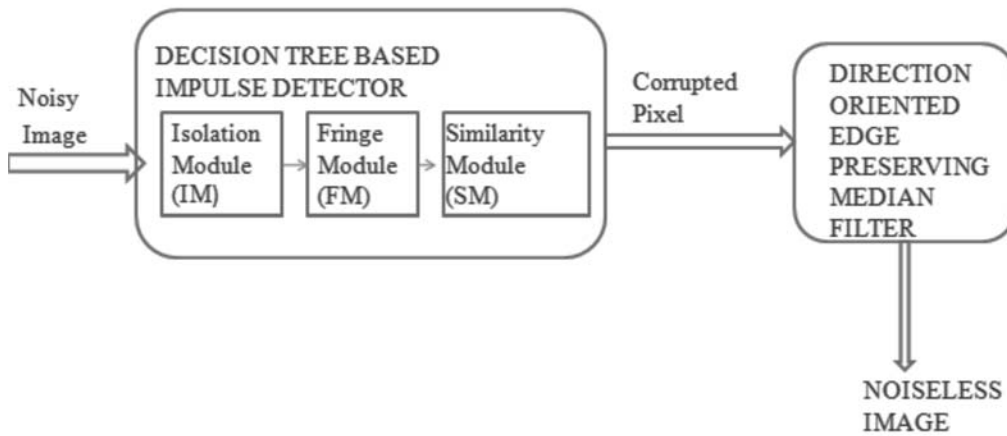 Noisy
Image
DECISION TREE BASED
IMPULSE DETECTOR
Isolation
Module
(IM)
Fringe
Module
(FM)
Similarity
Module
(SM)
Corrupted
Pixel
DIRECTION
ORIENTED
EDGE
PRESERVING
MEDIAN
FILTER
NOISELESS
IMAGE